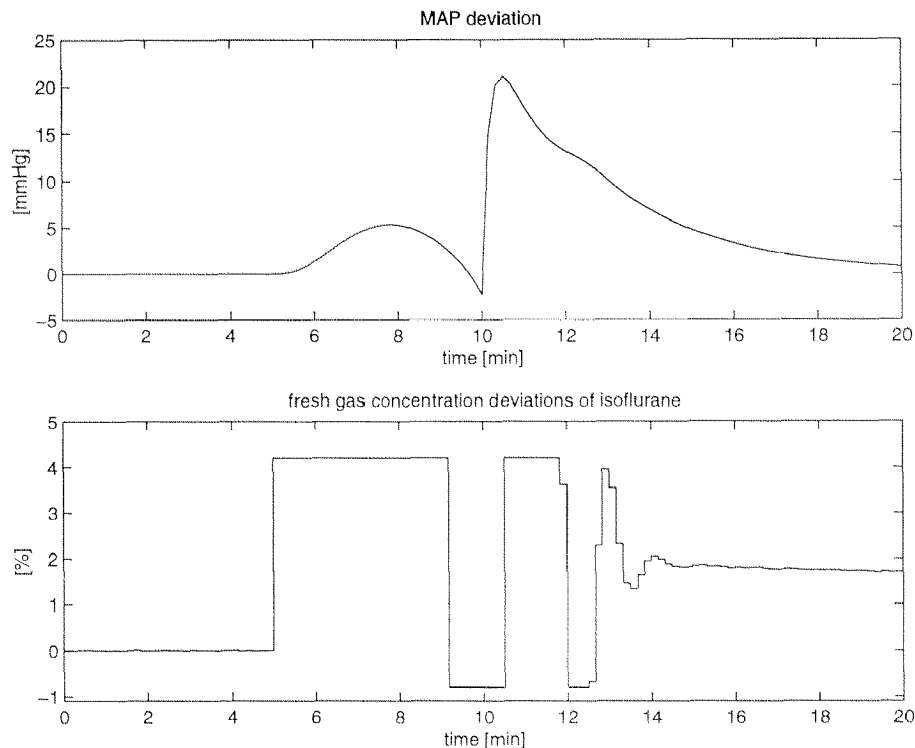 MAP deviation
25
20
15
10
5
0
−5
[mmHg]
0 2 4 6 8 10 12 14 16 18 20
time [min]
fresh gas concentration deviations of isoflurane
5
4
3
2
1
0
−1
[%]
0 2 4 6 8 10 12 14 16 18 20
time [min]